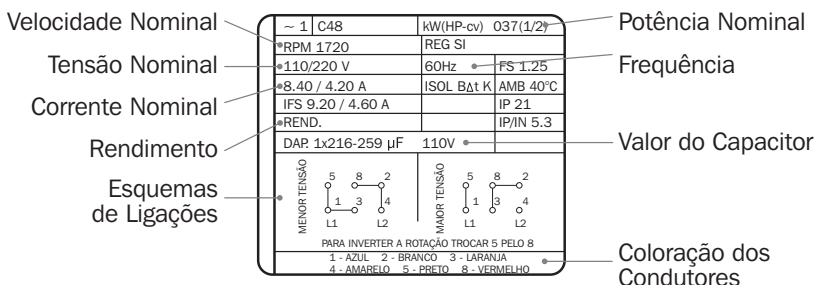 Velocidade Nominal
Tensão Nominal
Corrente Nominal
Rendimento
Esquemas
de Ligações
~ 1 C48 kW(HP-cv) 037(1/2)
RPM 1720 REG SI
110/220 V 60Hz FS 1.25
8.40 / 4.20 A ISOL BΔt K AMB 40°C
IFS 9.20 / 4.60 A IP 21
REND. IP/IN 5.3
DAP. 1x216-259 µF 110V
MENOR TENSÃO
5 8 2
1 3 4
L1 L2
MAIOR TENSÃO
5 8 2
1 3 4
L1 L2
PARA INVERTER A ROTAÇÃO TROCAR 5 PELO 8
1 - AZUL 2 - BRANCO 3 - LARANJA
4 - AMARELO 5 - PRETO 8 - VERMELHO
Potência Nominal
Frequência
Valor do Capacitor
Coloração dos
Condutores